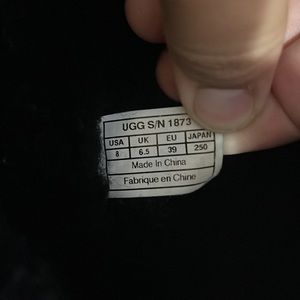 UGG S/N 1873
USA UK EU JAPAN
8 6.5 39 250
Made In China
Fabrique en Chine